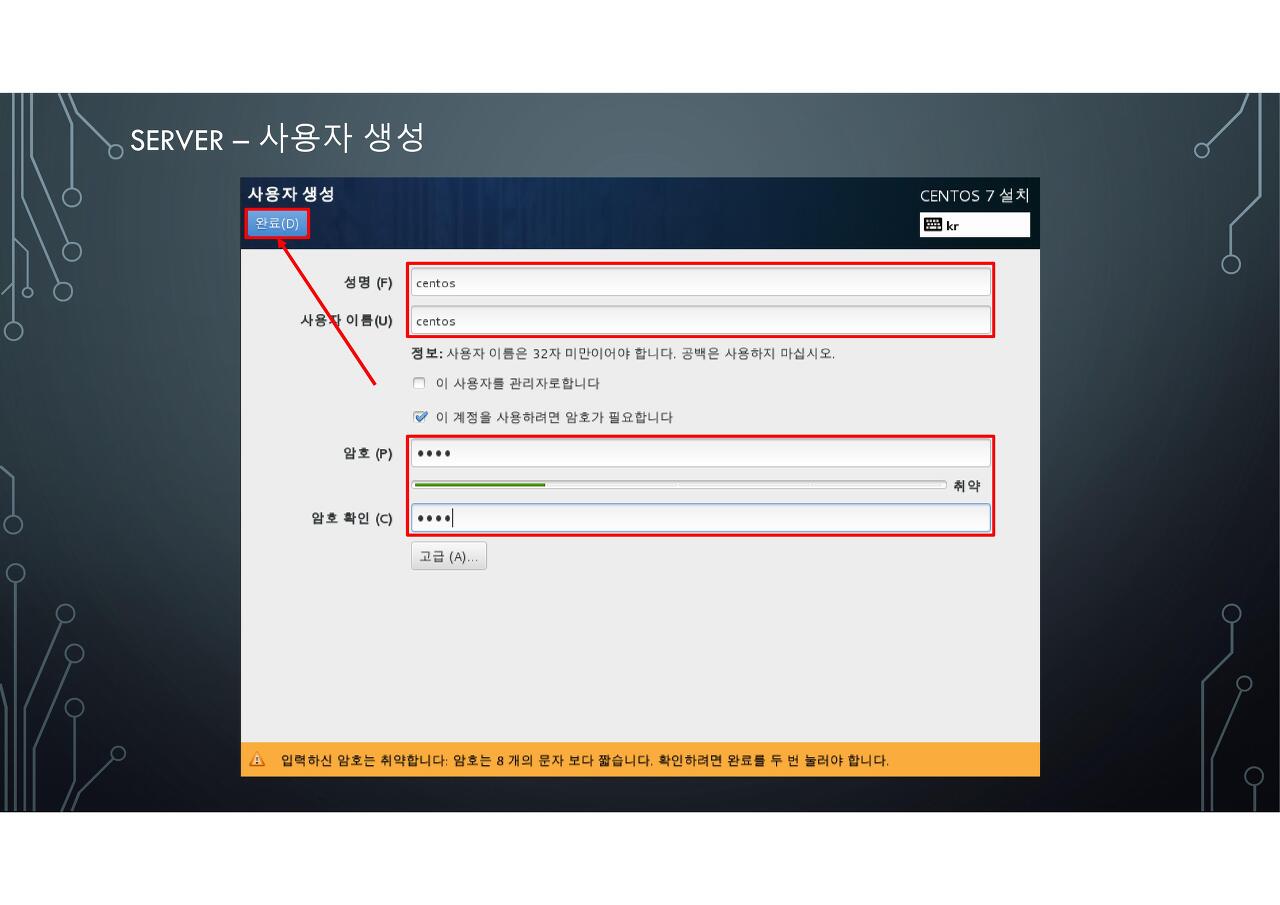 SERVER – 사용자 생성
사용자 생성
CENTOS 7 설치
완료(D)
kr
성명 (F)
centos
사용자 이름(U)
centos
정보: 사용자 이름은 32자 미만이어야 합니다. 공백은 사용하지 마십시오.
이 사용자를 관리자로합니다
이 계정을 사용하려면 암호가 필요합니다
암호 (P)
••••
취약
암호 확인 (C)
••••
고급 (A)...
입력하신 암호는 취약합니다: 암호는 8 개의 문자 보다 짧습니다. 확인하려면 완료를 두 번 눌러야 합니다.